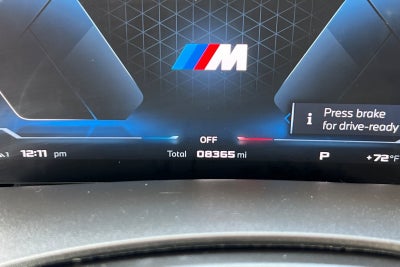 M
Press brake
for drive-ready
OFF
12:11 pm
Total 08365 mi
P
+72°F